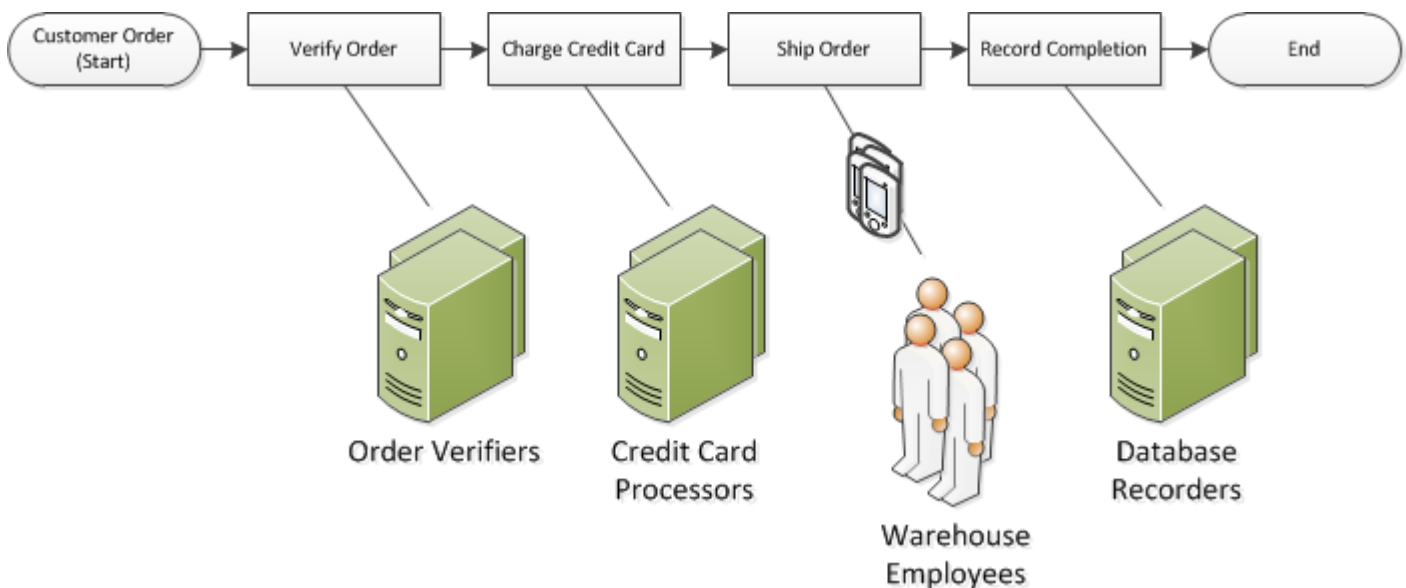 Customer Order
(Start)
Verify Order
Charge Credit Card
Ship Order
Record Completion
End
Order Verifiers
Credit Card
Processors
Warehouse
Employees
Database
Recorders